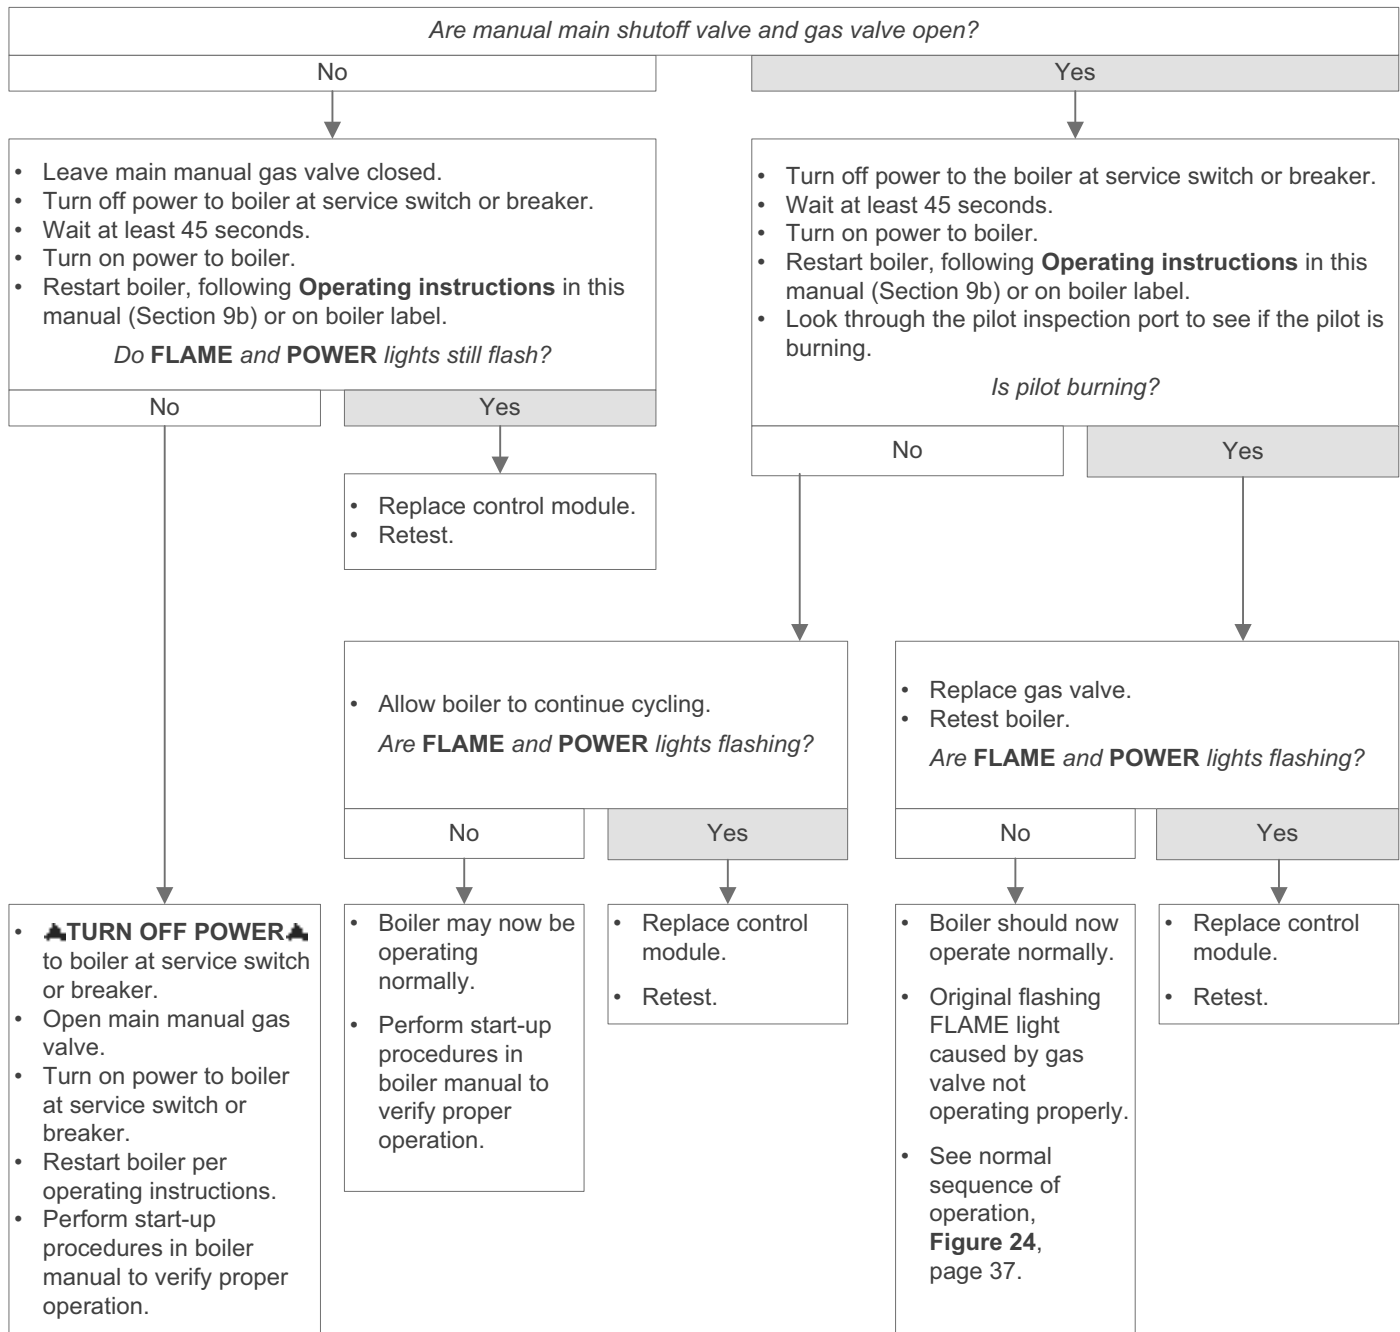 Are manual main shutoff valve and gas valve open?
No
Yes
• Leave main manual gas valve closed.
• Turn off power to boiler at service switch or breaker.
• Wait at least 45 seconds.
• Turn on power to boiler.
• Restart boiler, following Operating instructions in this
manual (Section 9b) or on boiler label.
Do FLAME and POWER lights still flash?
No
Yes
• Replace control module.
• Retest.
• Turn off power to the boiler at service switch or breaker.
• Wait at least 45 seconds.
• Turn on power to boiler.
• Restart boiler, following Operating instructions in this
manual (Section 9b) or on boiler label.
• Look through the pilot inspection port to see if the pilot is
burning.
Is pilot burning?
No
Yes
• Allow boiler to continue cycling.
Are FLAME and POWER lights flashing?
No
Yes
• Replace gas valve.
• Retest boiler.
Are FLAME and POWER lights flashing?
No
Yes
• TURN OFF POWER
to boiler at service switch
or breaker.
• Open main manual gas
valve.
• Turn on power to boiler
at service switch or
breaker.
• Restart boiler per
operating instructions.
• Perform start-up
procedures in boiler
manual to verify proper
operation.
• Boiler may now be
operating
normally.
• Perform start-up
procedures in
boiler manual to
verify proper
operation.
• Replace control
module.
• Retest.
• Boiler should now
operate normally.
• Original flashing
FLAME light
caused by gas
valve not
operating properly.
• See normal
sequence of
operation,
Figure 24,
page 37.
• Replace control
module.
• Retest.